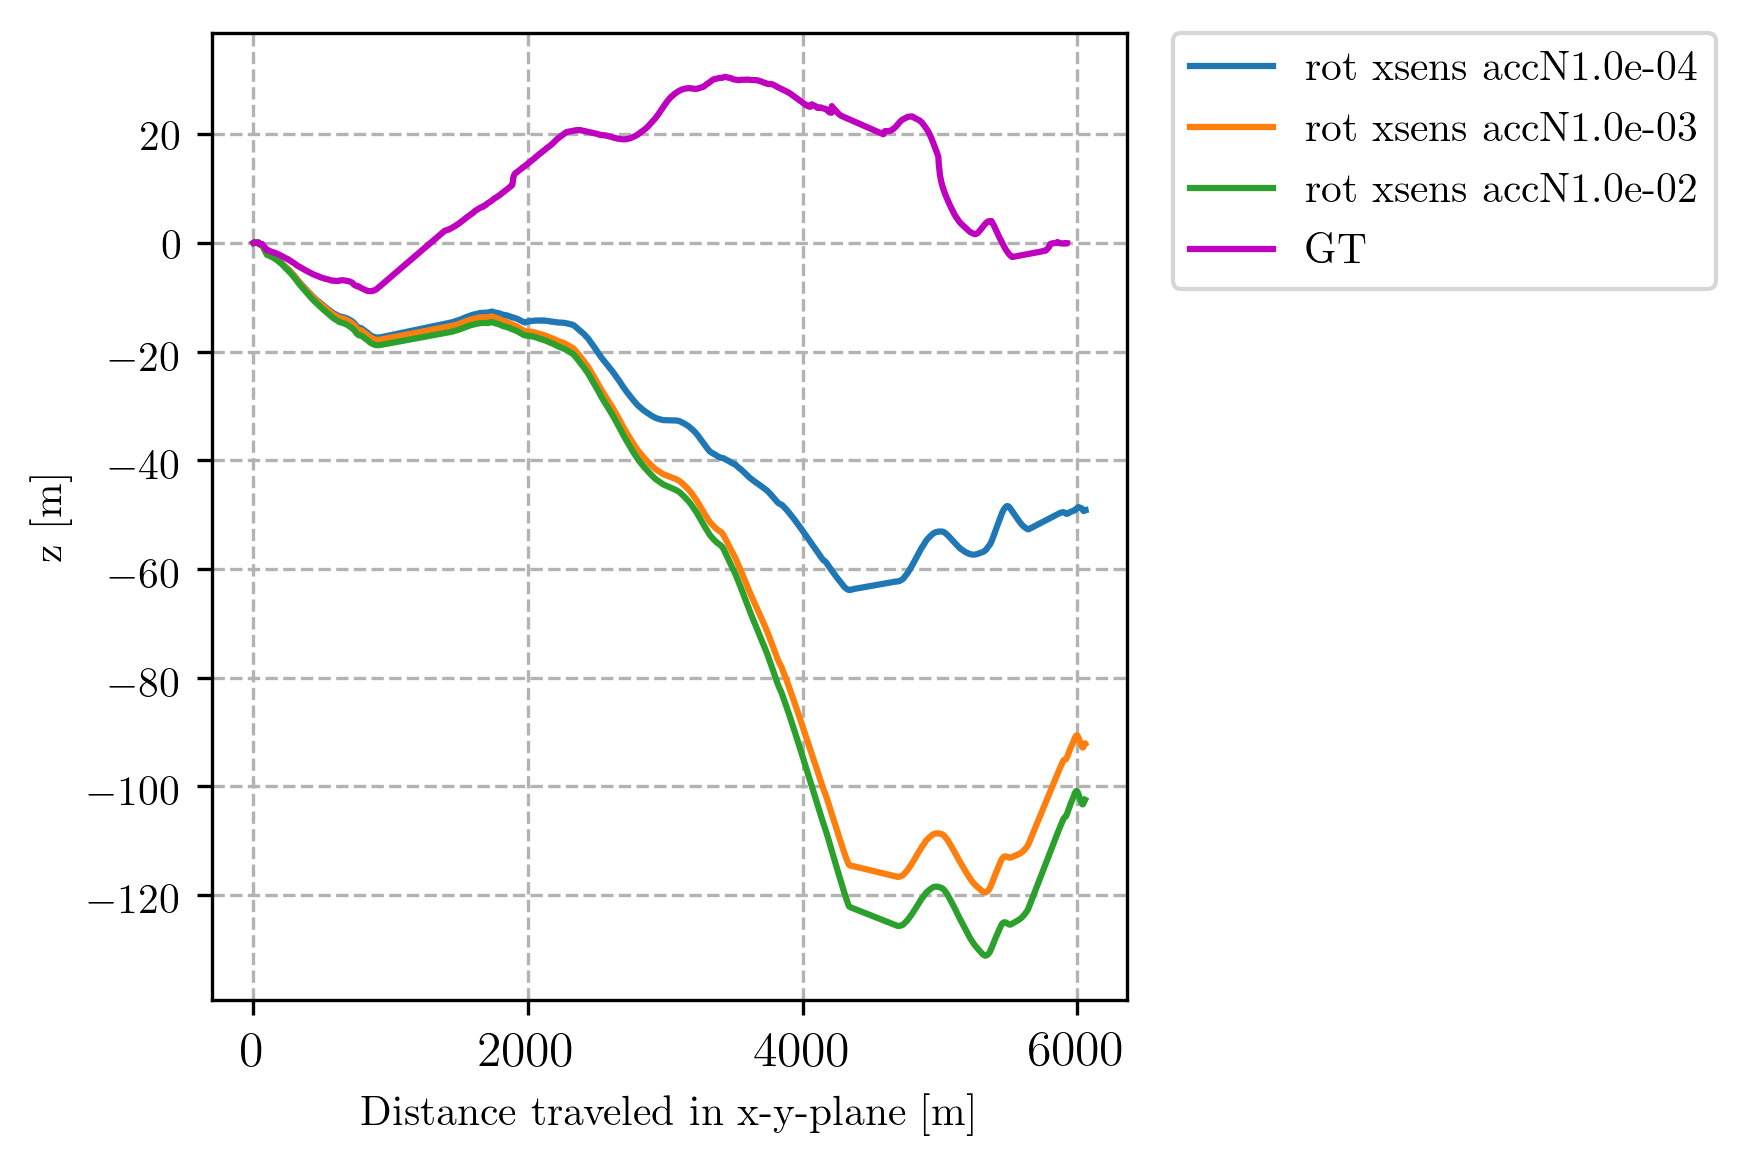 rot xsens accN1.0e-04
rot xsens accN1.0e-03
rot xsens accN1.0e-02
GT
20
0
−20
−40
−60
−80
−100
−120
z [m]
0 2000 4000 6000
Distance traveled in x-y-plane [m]